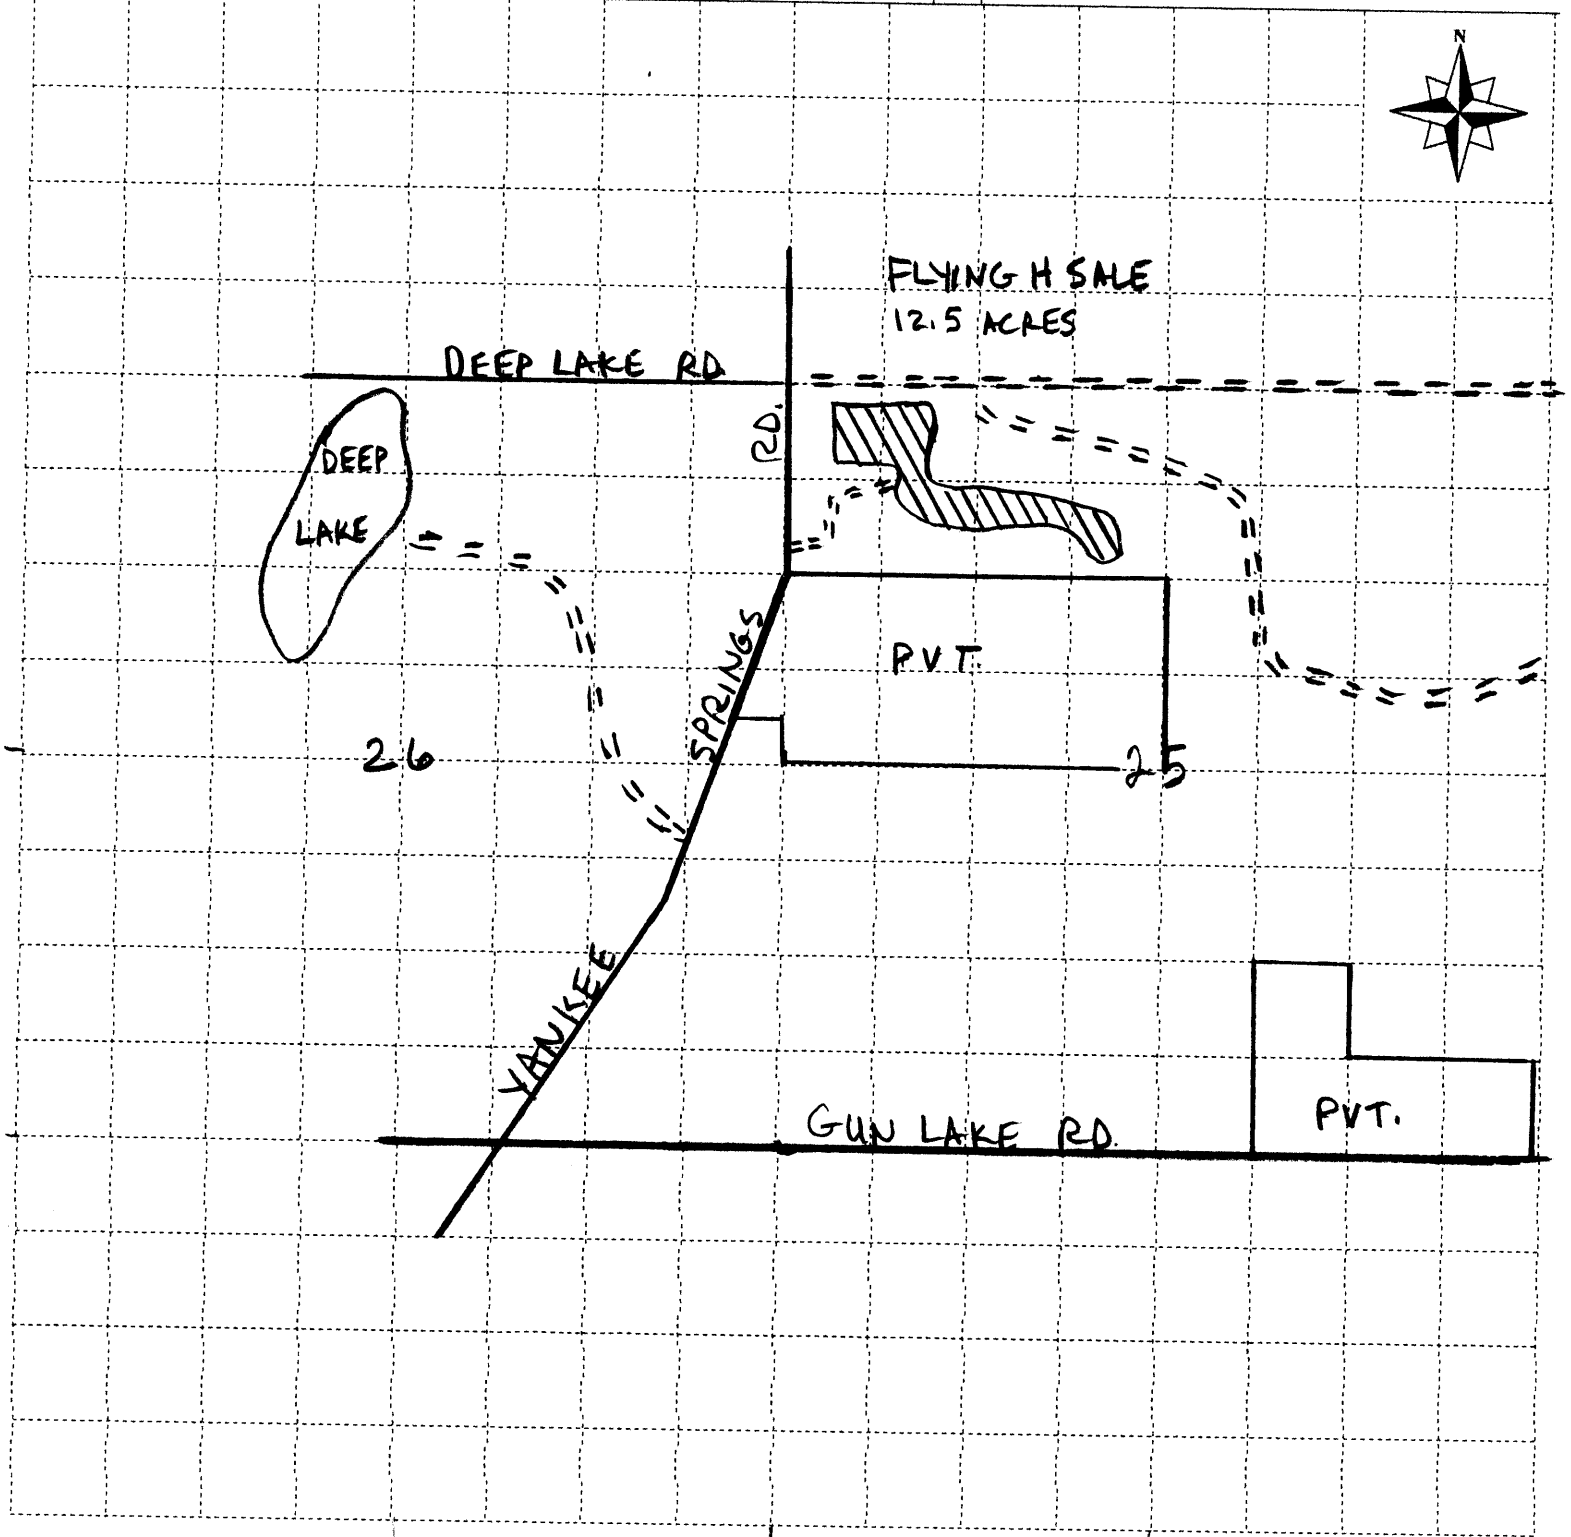 N
FLYING H SALE
12.5 ACRES
DEEP LAKE RD.
RD.
DEEP
LAKE
SPRINGS
PVT.
26
25
YANKEE
GUN LAKE RD.
PVT.